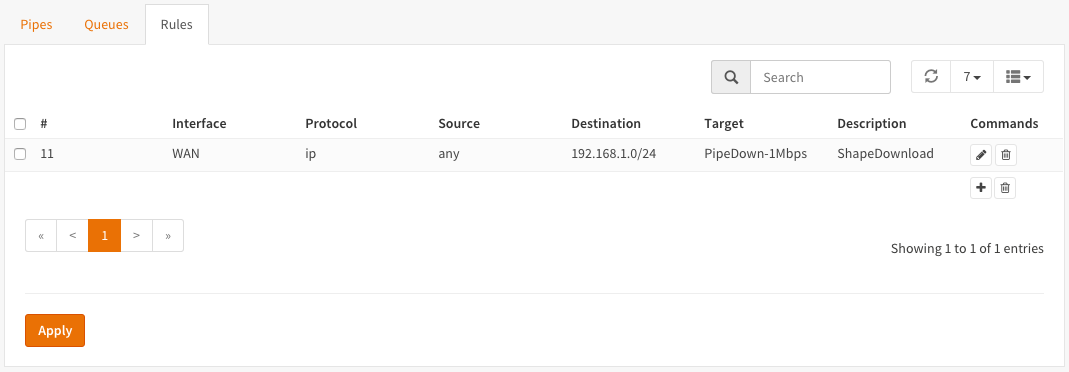 Pipes Queues Rules
Search 7
# Interface Protocol Source Destination Target Description Commands
11 WAN ip any 192.168.1.0/24 PipeDown-1Mbps ShapeDownload
« < 1 > »
Showing 1 to 1 of 1 entries
Apply